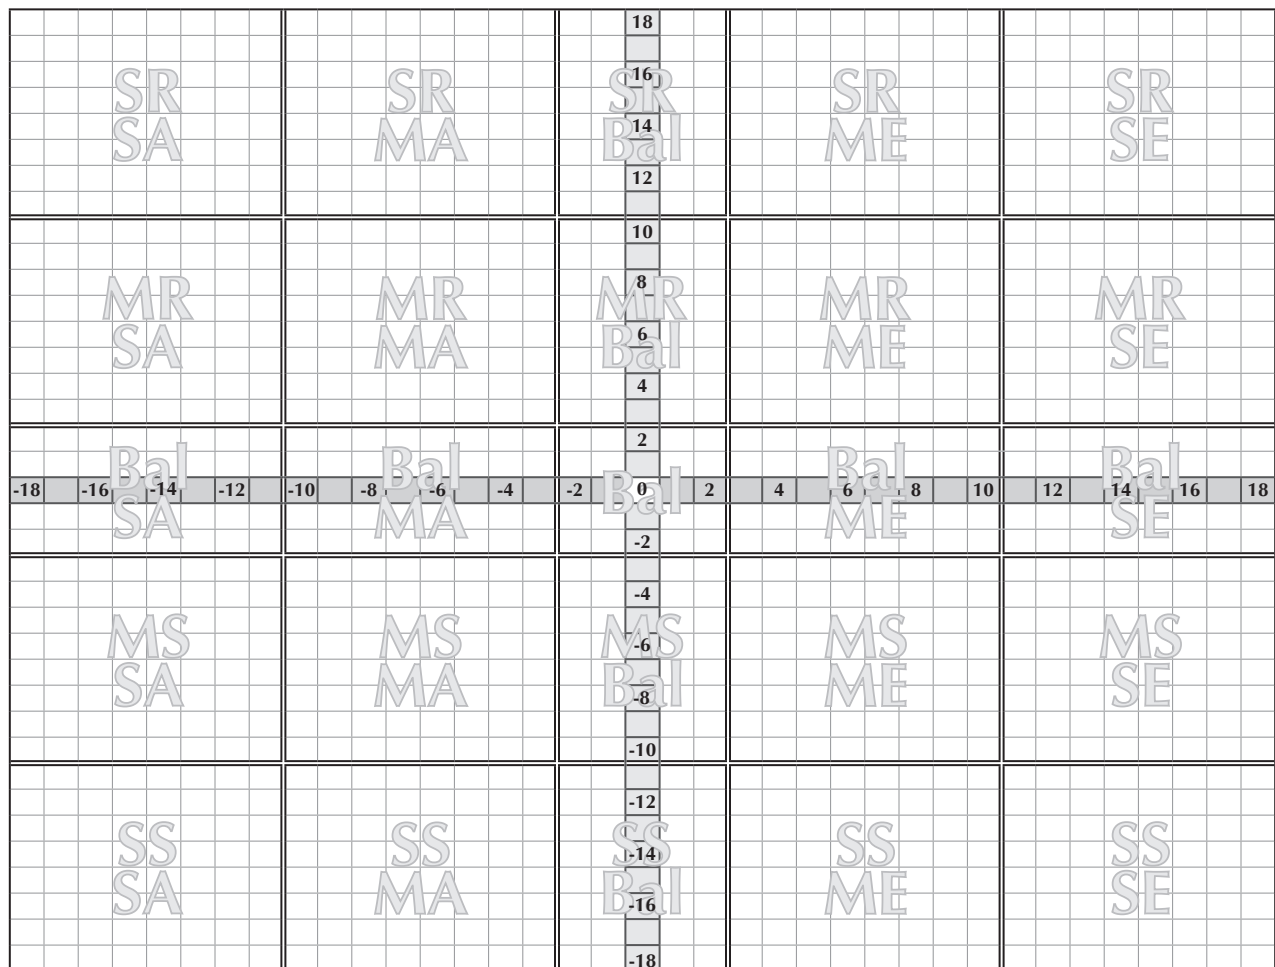 18
SR SR SR SR SR
16
SA MA Bal ME SE
14
12
10
MR MR MR MR MR
8
SA MA Bal ME SE
6
4
2
Bal Bal Bal Bal Bal
-18 -16 -14 -12 -10 -8 -6 -4 -2 0 2 4 6 8 10 12 14 16 18
SA MA ME SE
-2
-4
MS MS MS MS MS
-6
SA MA Bal ME SE
-8
-10
-12
SS SS SS SS SS
-14
SA MA Bal ME SE
-16
-18